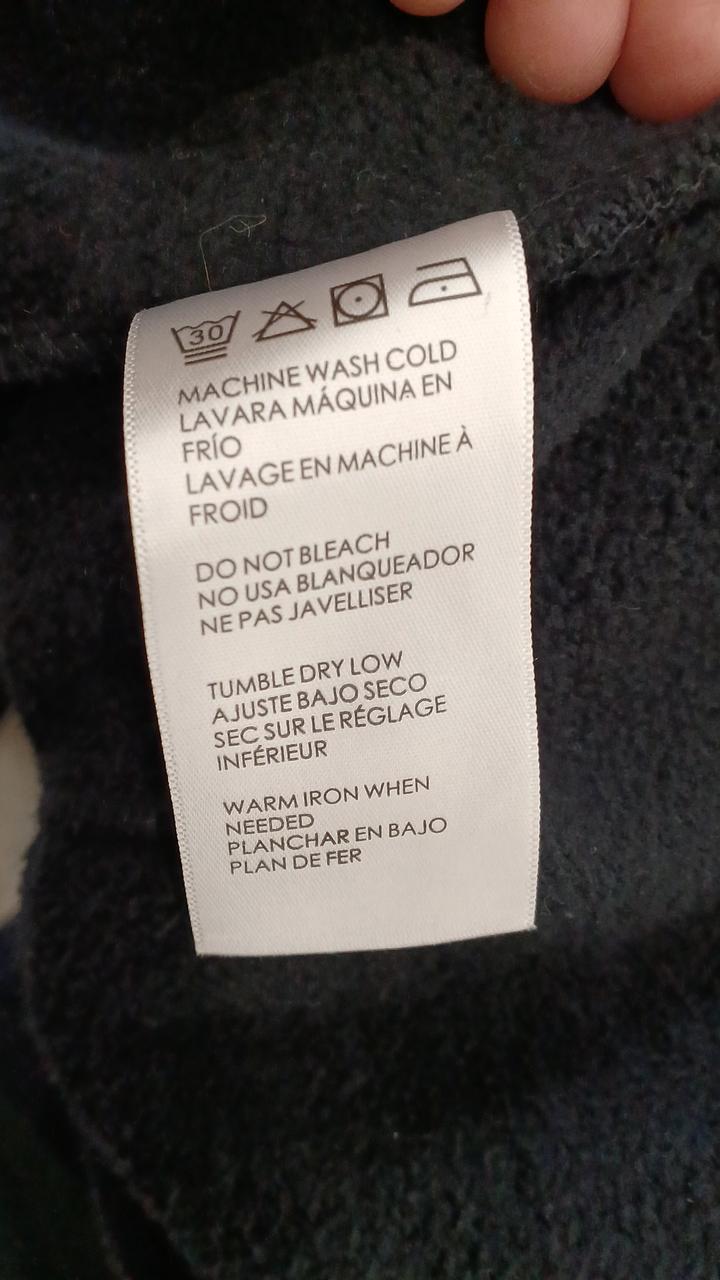 30
MACHINE WASH COLD
LAVARA MÁQUINA EN
FRÍO
LAVAGE EN MACHINE À
FROID
DO NOT BLEACH
NO USA BLANQUEADOR
NE PAS JAVELLISER
TUMBLE DRY LOW
AJUSTE BAJO SECO
SEC SUR LE RÉGLAGE
INFÉRIEUR
WARM IRON WHEN
NEEDED
PLANCHAR EN BAJO
PLAN DE FER